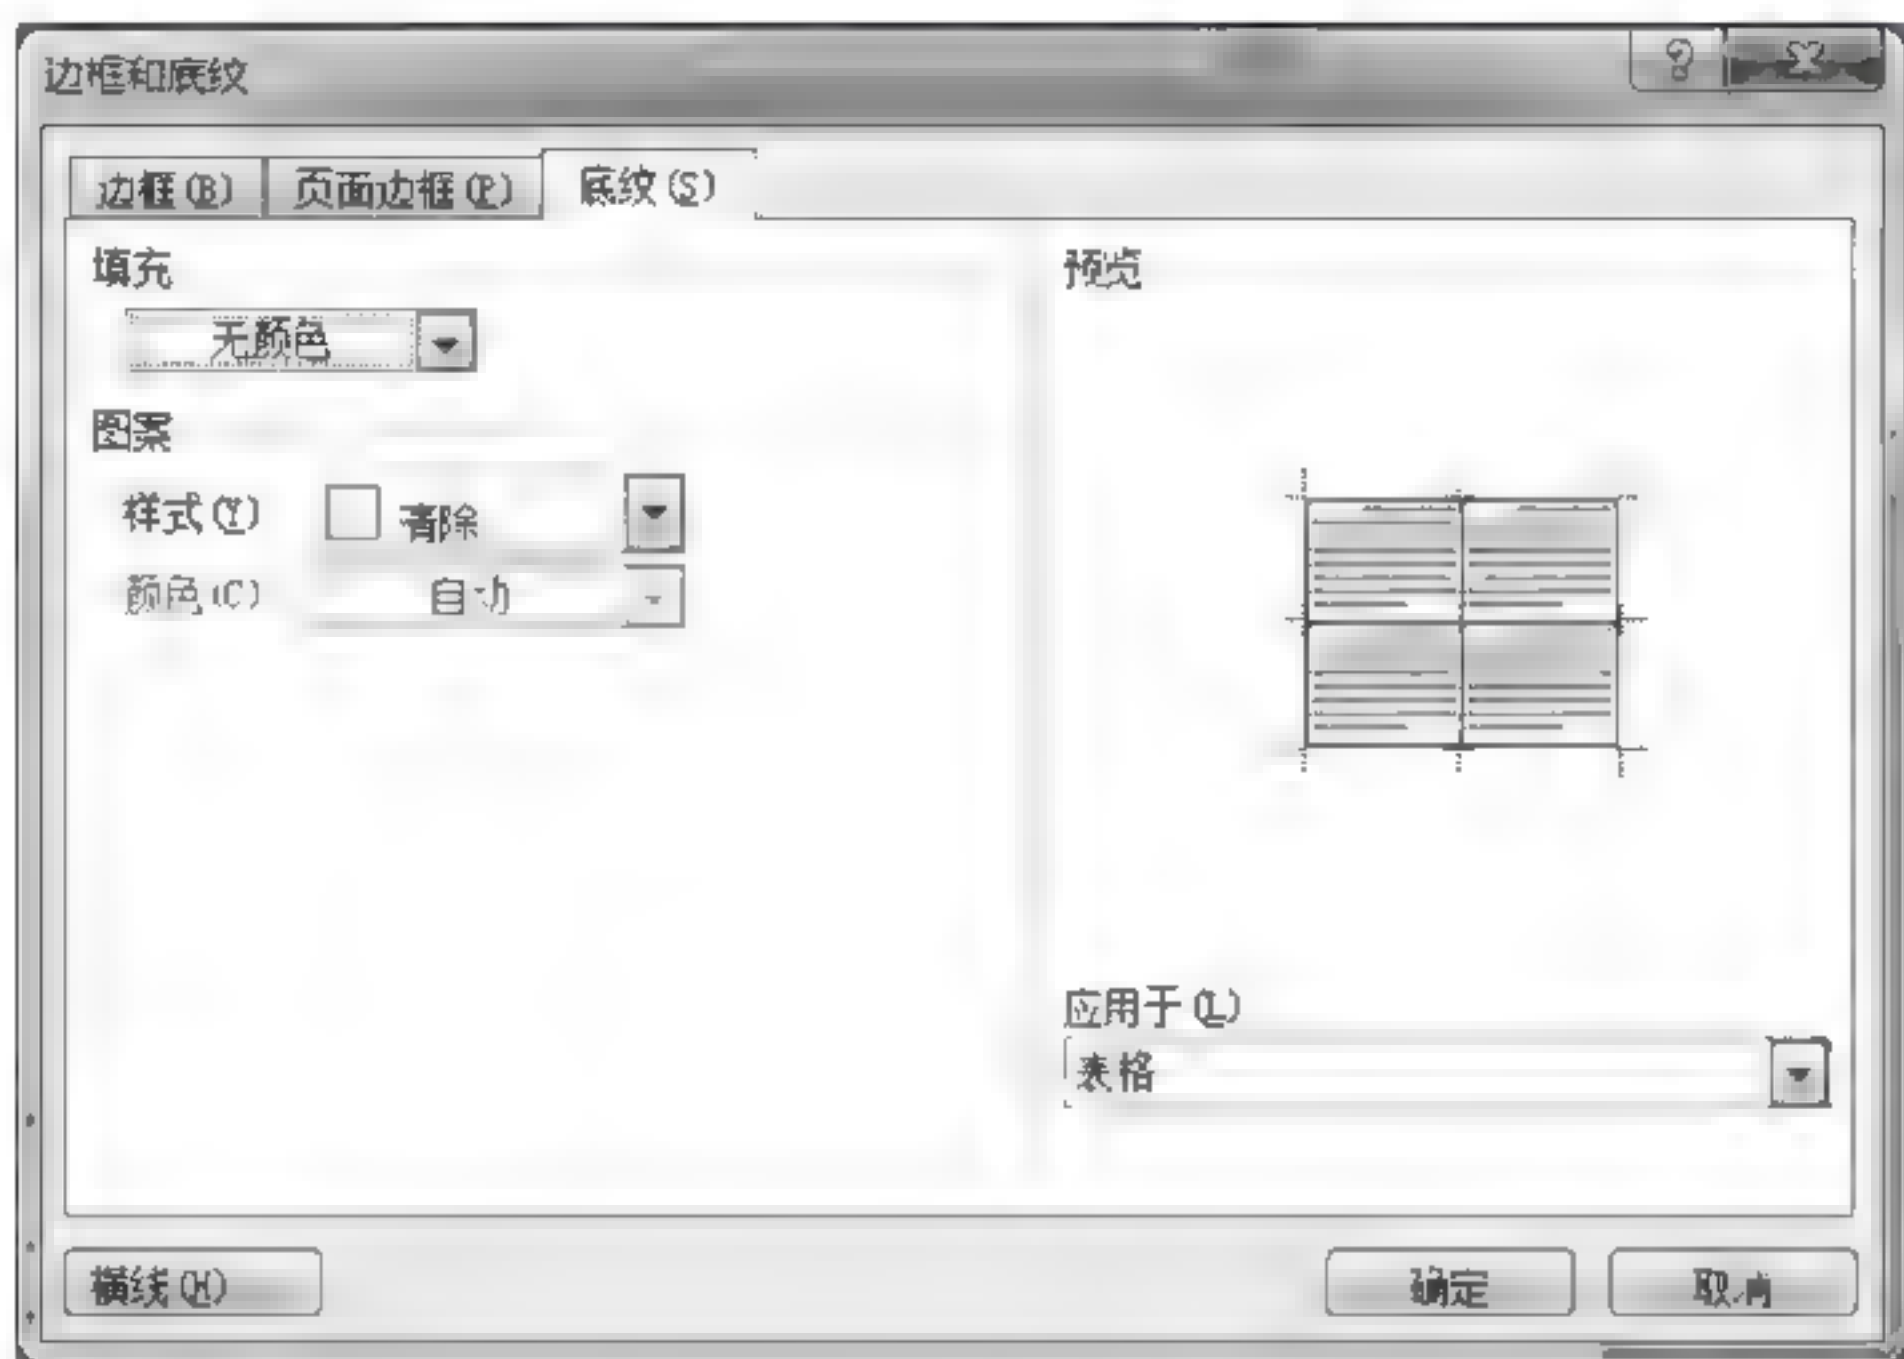 边框和底纹
边框(B) 页面边框(P) 底纹(S)
填充
无颜色
图案
样式(Y) 清除
颜色(C) 自动
预览
应用于(L)
表格
横线(H) 确定 取消